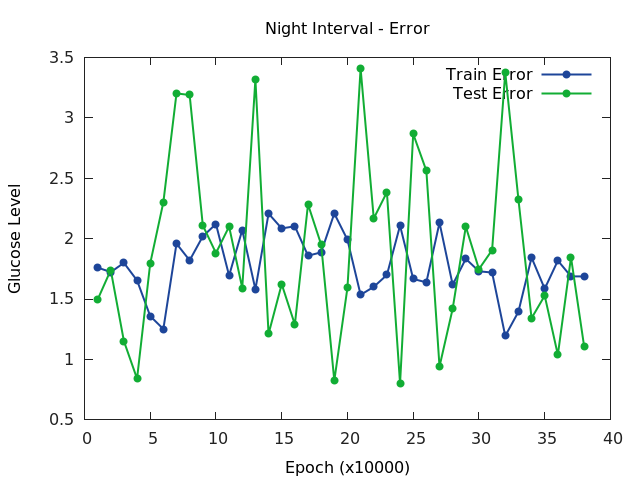 Night Interval - Error
3.5
3
2.5
2
1.5
1
0.5
Glucose Level
Train Error
Test Error
0 5 10 15 20 25 30 35 40
Epoch (x10000)